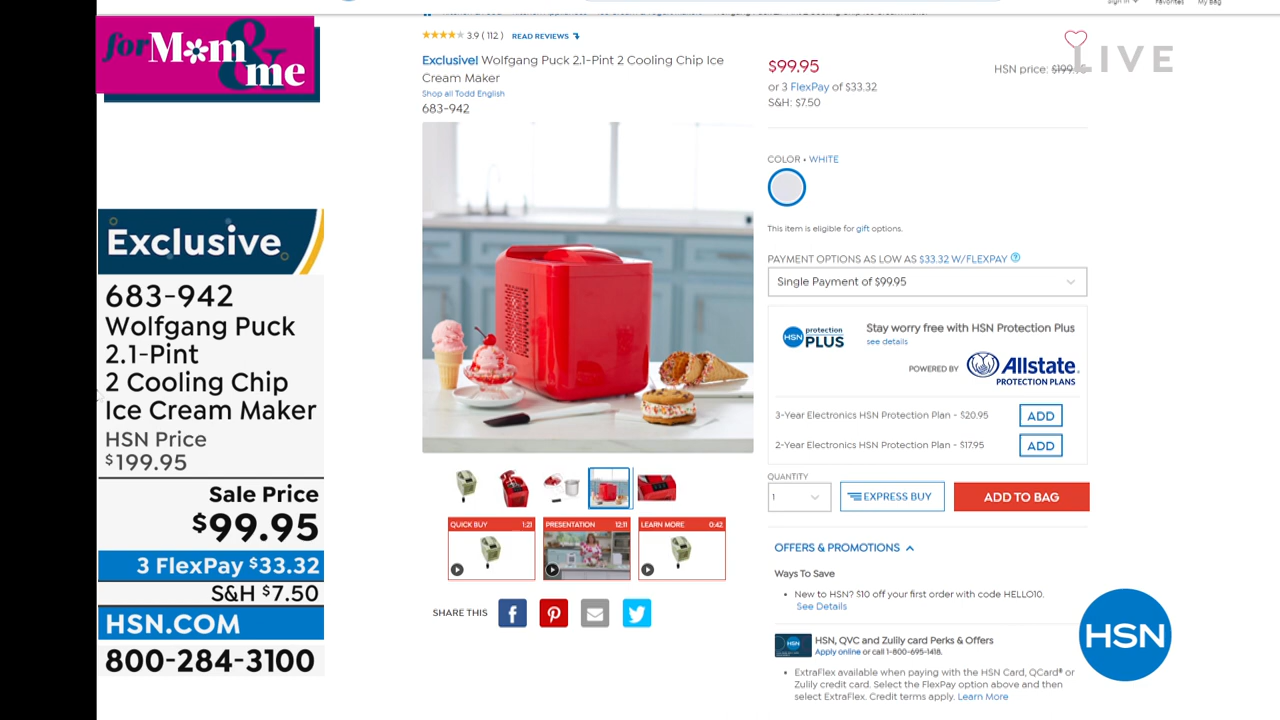 for Mom & me
Exclusive
683-942
Wolfgang Puck
2.1-Pint
2 Cooling Chip
Ice Cream Maker
HSN Price
$199.95
Sale Price
$99.95
3 FlexPay $33.32
S&H $7.50
HSN.COM
800-284-3100
Sign In
Favorites
My Bag
3.9 (112)
READ REVIEWS
Exclusive! Wolfgang Puck 2.1-Pint 2 Cooling Chip Ice
Cream Maker
Shop all Todd English
683-942
QUICK BUY 1:21
PRESENTATION 12:11
LEARN MORE 0:42
SHARE THIS
LIVE
$99.95
HSN price:
or 3 FlexPay of $33.32
S&H: $7.50
COLOR • WHITE
This item is eligible for gift options.
PAYMENT OPTIONS AS LOW AS $33.32 W/FLEXPAY
Single Payment of $99.95
HSN protection PLUS
Stay worry free with HSN Protection Plus
see details
POWERED BY Allstate
PROTECTION PLANS
3-Year Electronics HSN Protection Plan - $20.95 ADD
2-Year Electronics HSN Protection Plan - $17.95 ADD
QUANTITY
1
EXPRESS BUY
ADD TO BAG
OFFERS & PROMOTIONS
Ways To Save
• New to HSN? $10 off your first order with code HELLO10.
See Details
HSN
HSN, QVC and Zulily card Perks & Offers
Apply online or call 1-800-695-1418.
• ExtraFlex available when paying with the HSN Card, QCard® or
Zulily credit card. Select the FlexPay option above and then
select ExtraFlex. Credit terms apply. Learn More
HSN